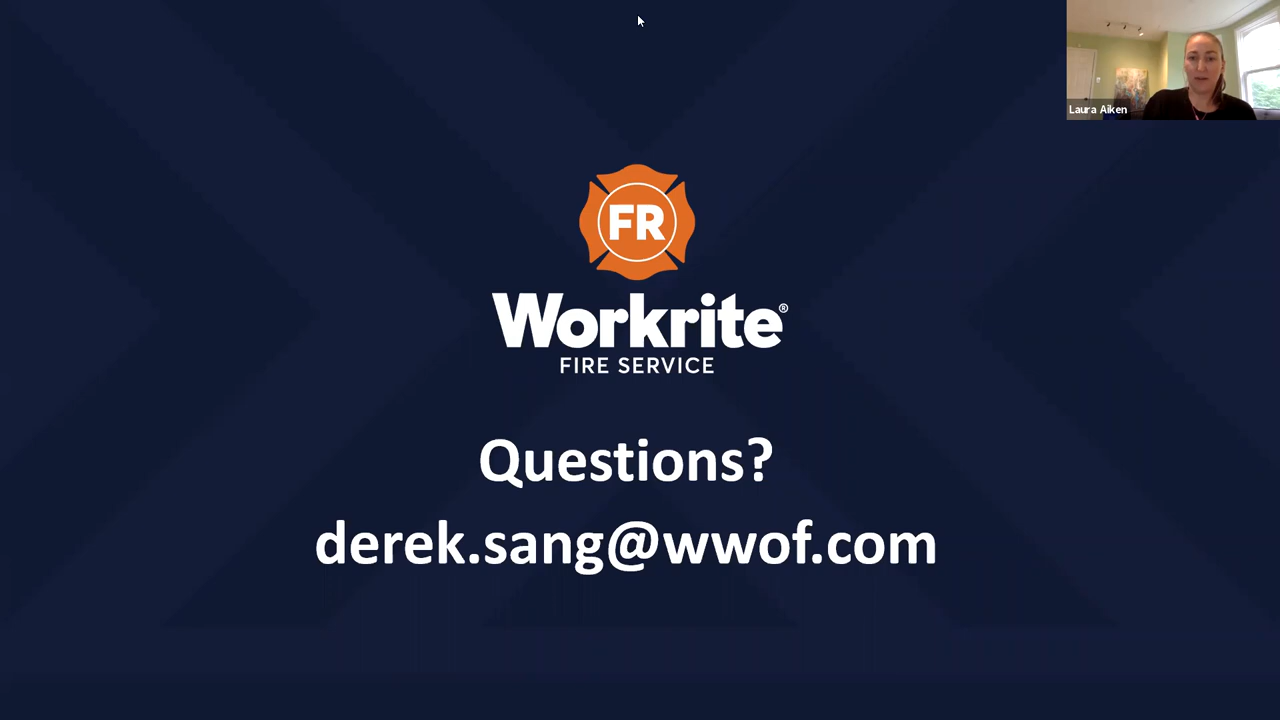 Laura Aiken
FR
Workrite®
FIRE SERVICE
Questions?
derek.sang@wwof.com